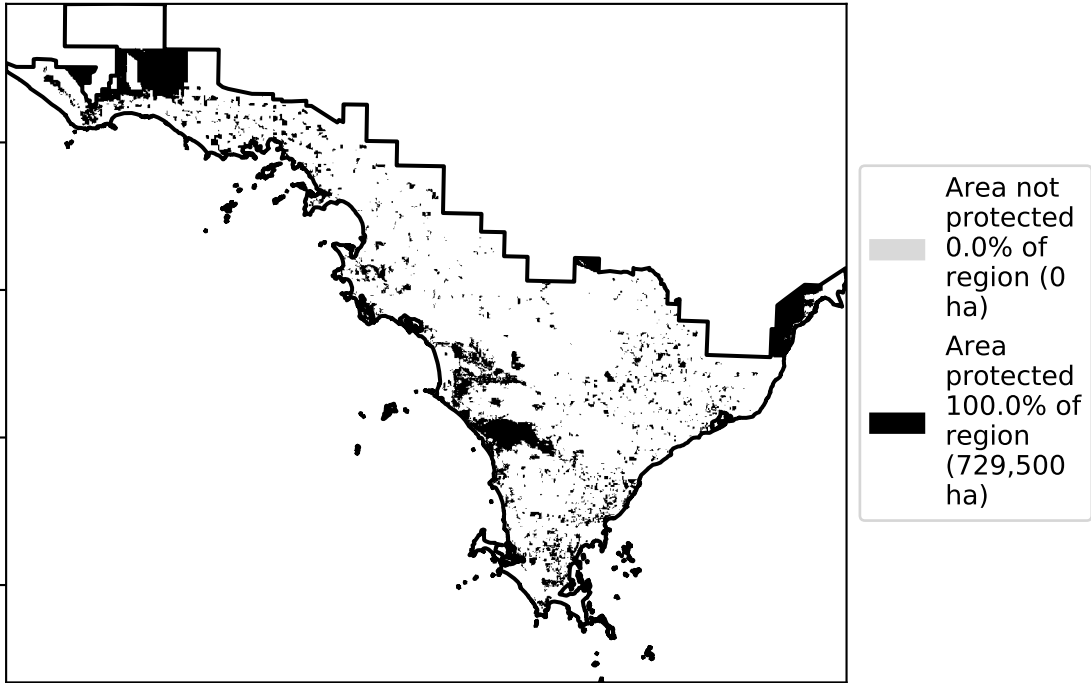 Area not
protected
0.0% of
region (0
ha)
Area
protected
100.0% of
region
(729,500
ha)